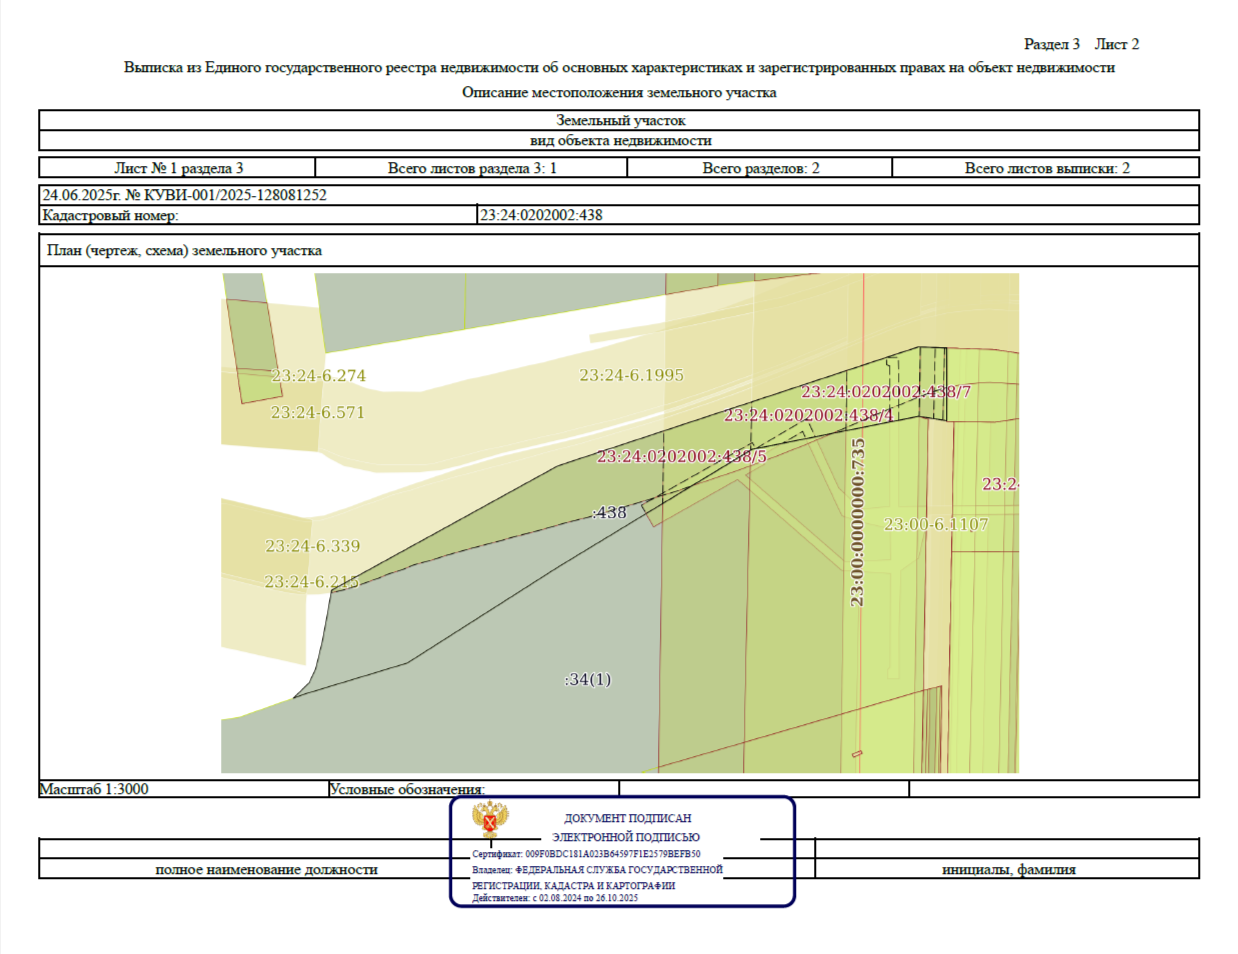 Раздел 3 Лист 2
Выписка из Единого государственного реестра недвижимости об основных характеристиках и зарегистрированных правах на объект недвижимости
Описание местоположения земельного участка
Земельный участок
вид объекта недвижимости
Лист № 1 раздела 3 Всего листов раздела 3: 1 Всего разделов: 2 Всего листов выписки: 2
24.06.2025г. № КУВИ-001/2025-128081252
Кадастровый номер: 23:24:0202002:438
План (чертеж, схема) земельного участка
23:24-6.274 23:24-6.1995
23:24:0202002:438/7
23:24-6.571 23:24:0202002:438/4
23:24:0202002:438/5
23:00:0000000:735
23:2
:438
23:00-6.1107
23:24-6.339
23:24-6.215
:34(1)
Масштаб 1:3000 Условные обозначения:
ДОКУМЕНТ ПОДПИСАН
ЭЛЕКТРОННОЙ ПОДПИСЬЮ
Сертификат: 009F0BDC181A023B64597F1E2579BEFB50
Владелец: ФЕДЕРАЛЬНАЯ СЛУЖБА ГОСУДАРСТВЕННОЙ
РЕГИСТРАЦИИ, КАДАСТРА И КАРТОГРАФИИ
Действителен: с 02.08.2024 по 26.10.2025
полное наименование должности инициалы, фамилия